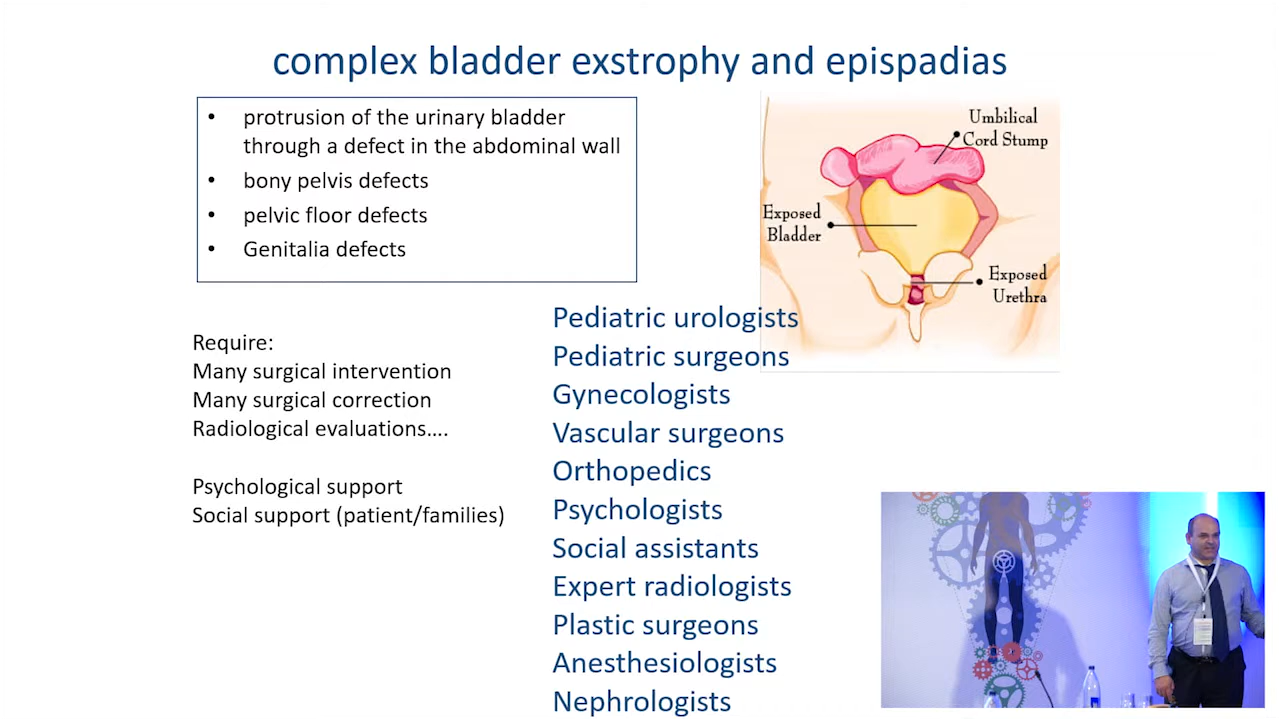 complex bladder exstrophy and epispadias
• protrusion of the urinary bladder
through a defect in the abdominal wall
• bony pelvis defects
• pelvic floor defects
• Genitalia defects
Umbilical
Cord Stump
Exposed
Bladder
Exposed
Urethra
Require:
Many surgical intervention
Many surgical correction
Radiological evaluations....
Psychological support
Social support (patient/families)
Pediatric urologists
Pediatric surgeons
Gynecologists
Vascular surgeons
Orthopedics
Psychologists
Social assistants
Expert radiologists
Plastic surgeons
Anesthesiologists
Nephrologists